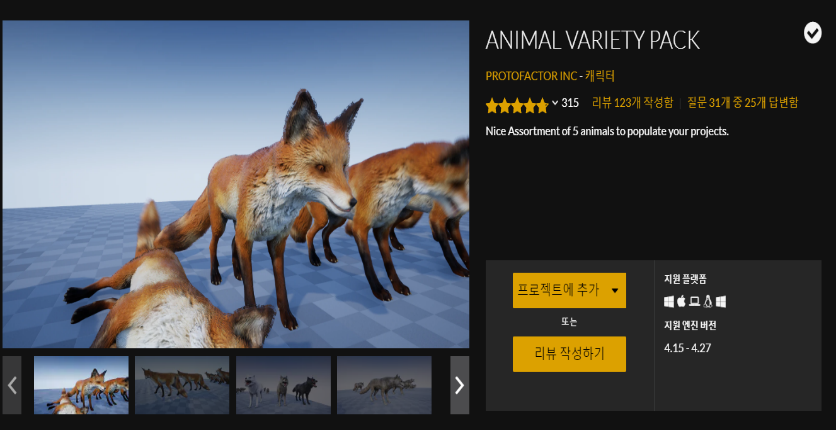 ANIMAL VARIETY PACK
PROTOFACTOR INC - 캐릭터
315 리뷰 123개 작성함 | 질문 31개 중 25개 답변함
Nice Assortment of 5 animals to populate your projects.
프로젝트에 추가
또는
리뷰 작성하기
지원 플랫폼
지원 엔진 버전
4.15 - 4.27